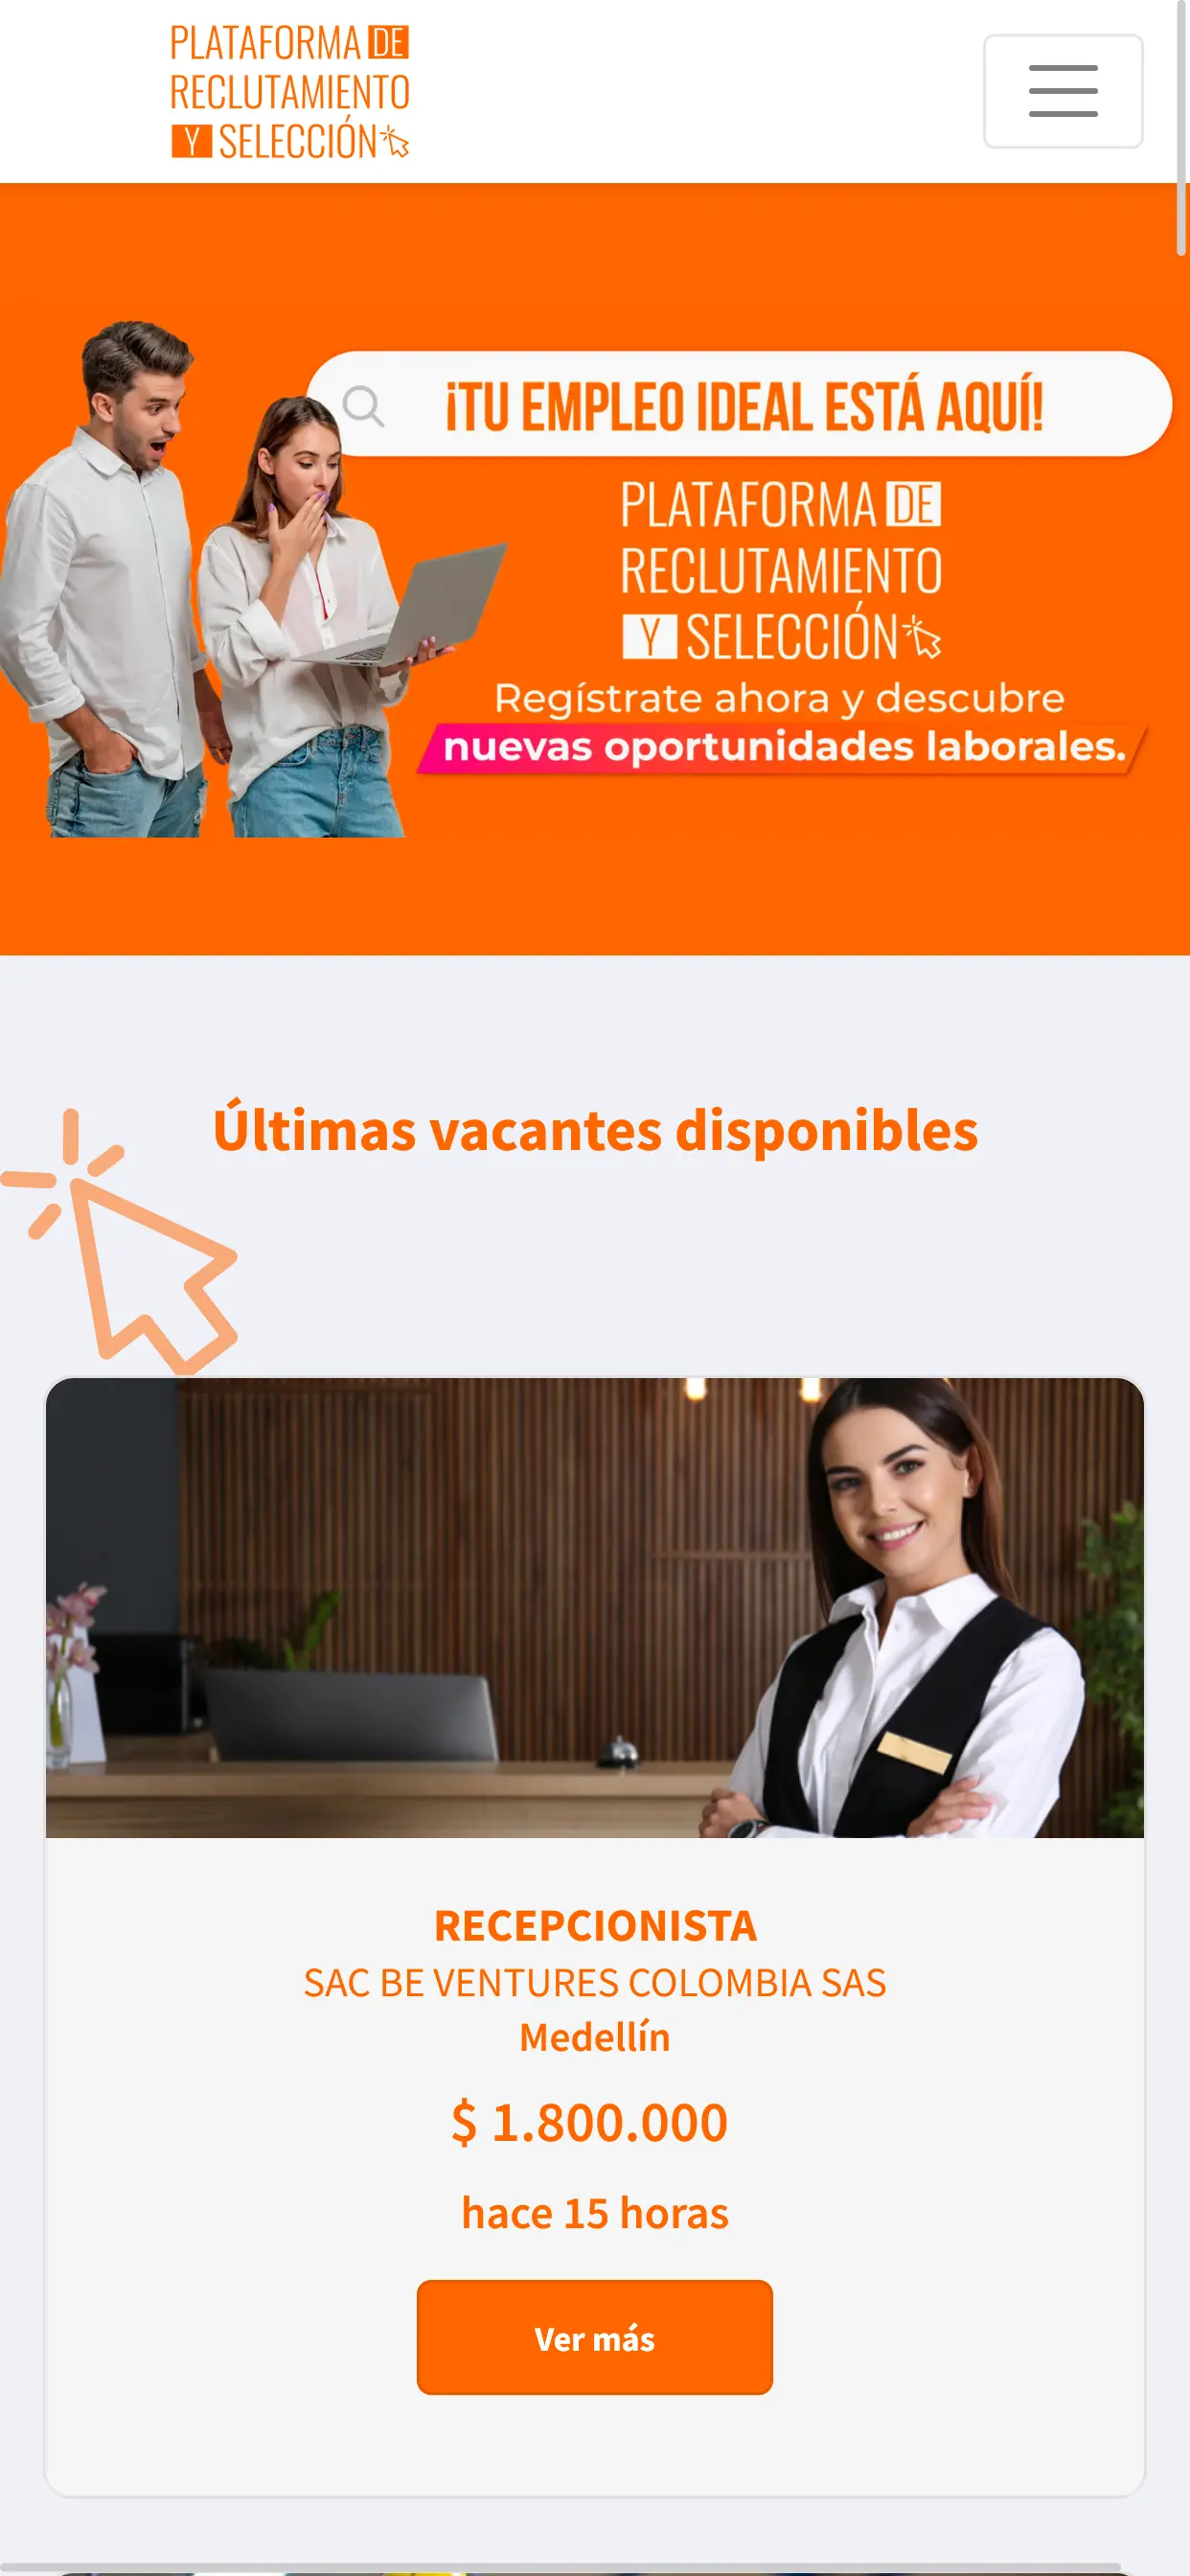 PLATAFORMA DE
RECLUTAMIENTO
Y SELECCIÓN
¡TU EMPLEO IDEAL ESTÁ AQUÍ!
PLATAFORMA DE
RECLUTAMIENTO
Y SELECCIÓN
Regístrate ahora y descubre
nuevas oportunidades laborales.
Últimas vacantes disponibles
RECEPCIONISTA
SAC BE VENTURES COLOMBIA SAS
Medellín
$ 1.800.000
hace 15 horas
Ver más